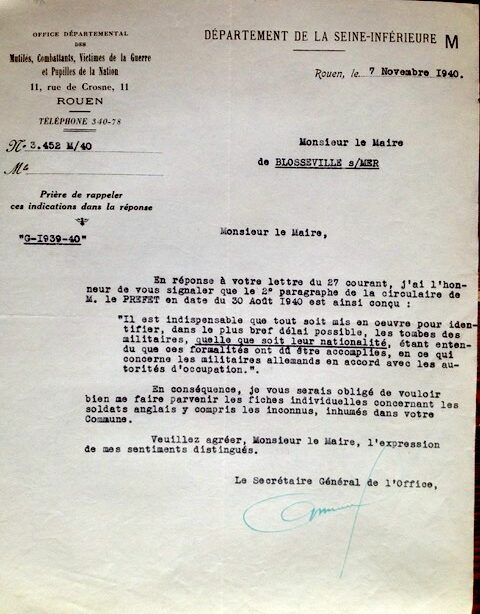 OFFICE DÉPARTEMENTAL
DES
Mutilés, Combattants, Victimes de la Guerre
et Pupilles de la Nation
11, rue de Crosne, 11
ROUEN
TÉLÉPHONE 340-78
N° 3.452 M/40
Prière de rappeler
ces indications dans la réponse
"G-I939-40"
DÉPARTEMENT DE LA SEINE-INFÉRIEURE M
Rouen, le 7 Novembre 1940.
Monsieur le Maire
de BLOSSEVILLE s/MER
Monsieur le Maire,
En réponse à votre lettre du 27 courant, j'ai l'hon-
neur de vous signaler que le 2° paragraphe de la circulaire de
M. le PREFET en date du 30 Août 1940 est ainsi conçu :
"Il est indispensable que tout soit mis en oeuvre pour iden-
tifier, dans le plus bref délai possible, les tombes des
militaires, quelle que soit leur nationalité, étant enten-
du que ces formalités ont dû être accomplies, en ce qui
concerne les militaires allemands en accord avec les au-
torités d'occupation.".
En conséquence, je vous serais obligé de vouloir
bien me faire parvenir les fiches individuelles concernant les
soldats anglais y compris les inconnus, inhumés dans votre
Commune.
Veuillez agréer, Monsieur le Maire, l'expression
de mes sentiments distingués.
Le Secrétaire Général de l'Office,